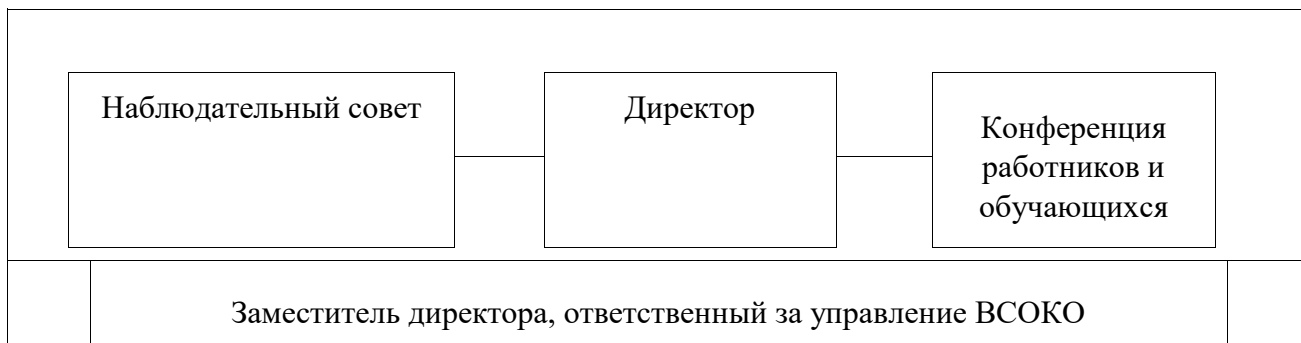 Наблюдательный совет
Директор
Конференция
работников и
обучающихся
Заместитель директора, ответственный за управление ВСОКО